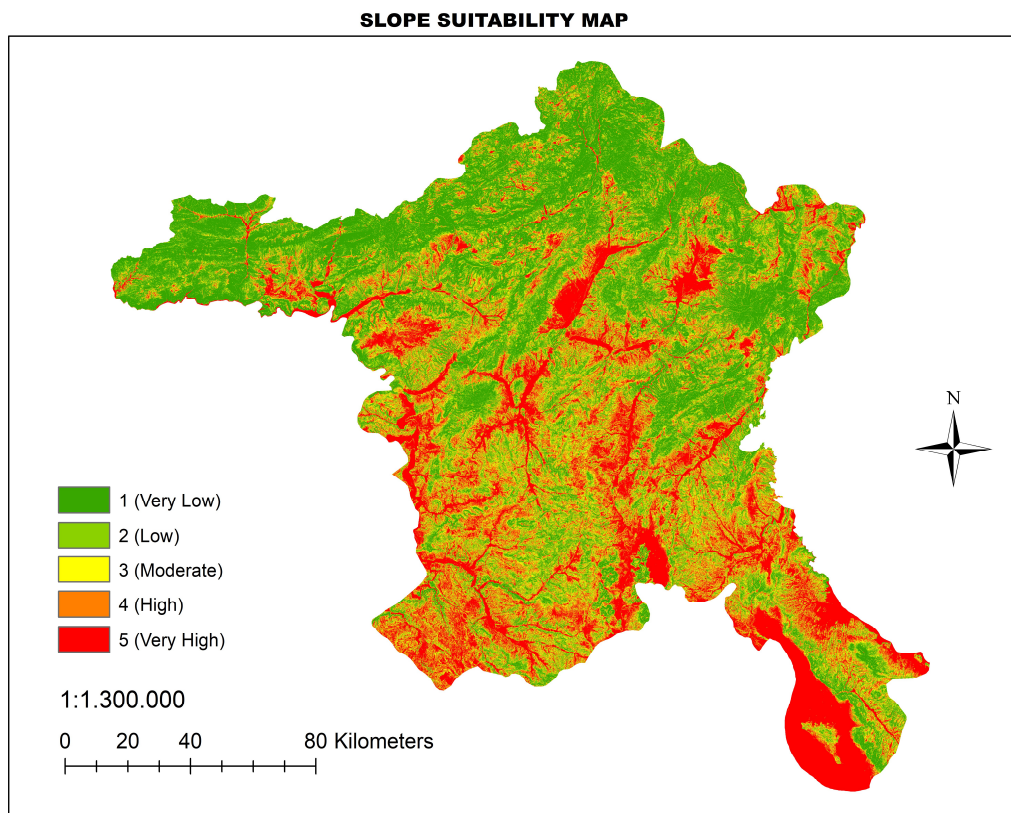 SLOPE SUITABILITY MAP
N
1 (Very Low)
2 (Low)
3 (Moderate)
4 (High)
5 (Very High)
1:1.300.000
0 20 40 80 Kilometers